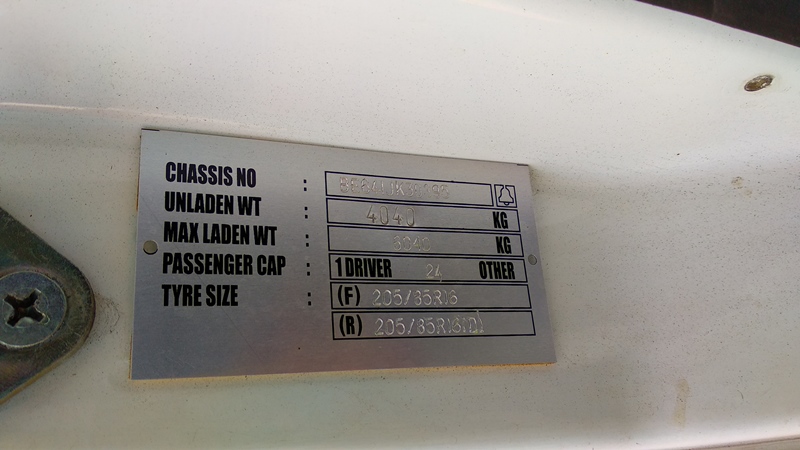 CHASSIS NO :
UNLADEN WT : 4040 KG
MAX LADEN WT : KG
PASSENGER CAP : 1 DRIVER 24 OTHER
TYRE SIZE : (F) 205/85R16
(R) 205/85R16(D)